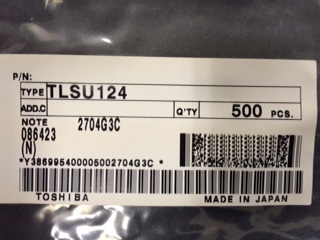 P/N:
TYPE TLSU124
ADD.C Q'TY 500 PCS.
NOTE 2704G3C
086423
(N)
*Y386995400005002704G3C *
TOSHIBA MADE IN JAPAN